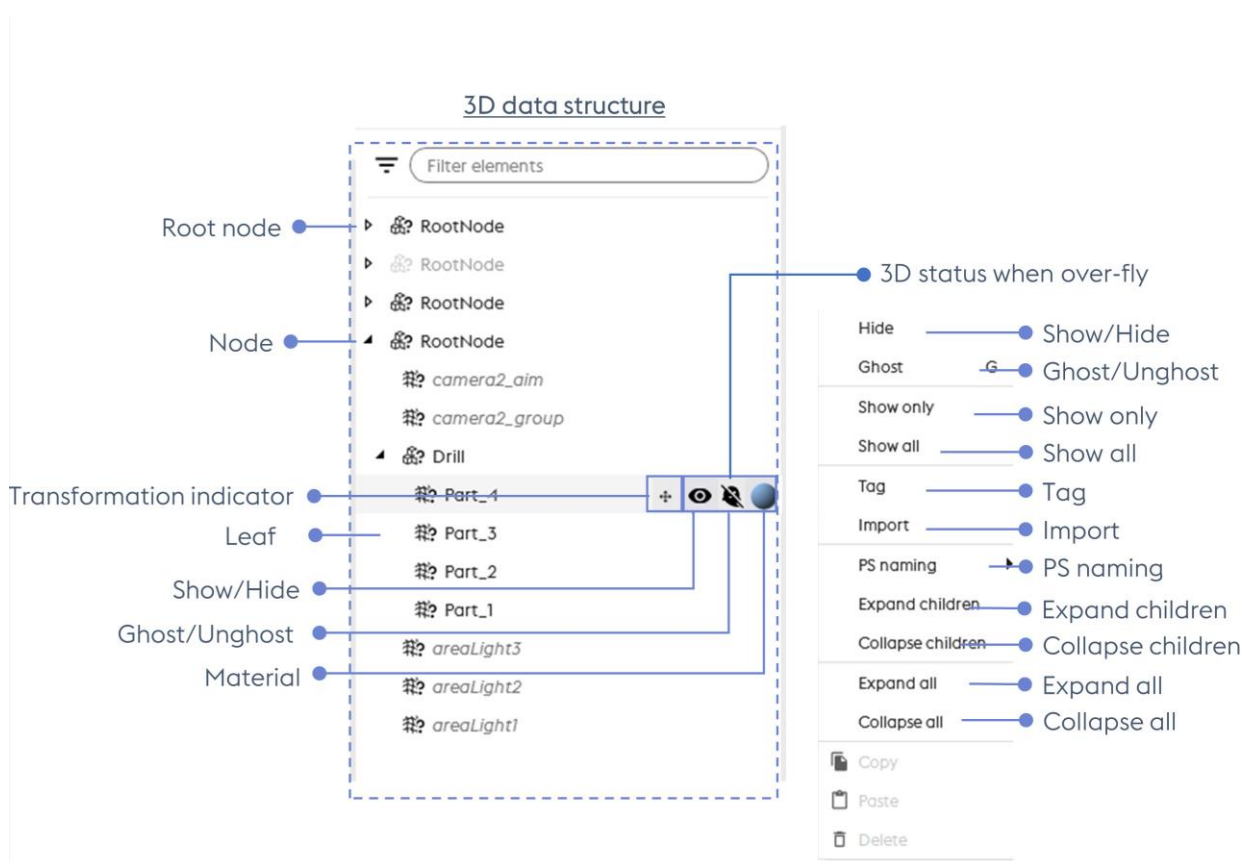 3D data structure
Filter elements
Root node
RootNode
RootNode
RootNode
Node
RootNode
camera2_aim
camera2_group
Drill
Transformation indicator
Part_4
Leaf
Part_3
Part_2
Show/Hide
Part_1
Ghost/Unghost
areaLight3
Material
areaLight2
areaLight1
3D status when over-fly
Hide
Show/Hide
Ghost G
Ghost/Unghost
Show only
Show only
Show all
Show all
Tag
Tag
Import
Import
PS naming
PS naming
Expand children
Expand children
Collapse children
Collapse children
Expand all
Expand all
Collapse all
Collapse all
Copy
Paste
Delete